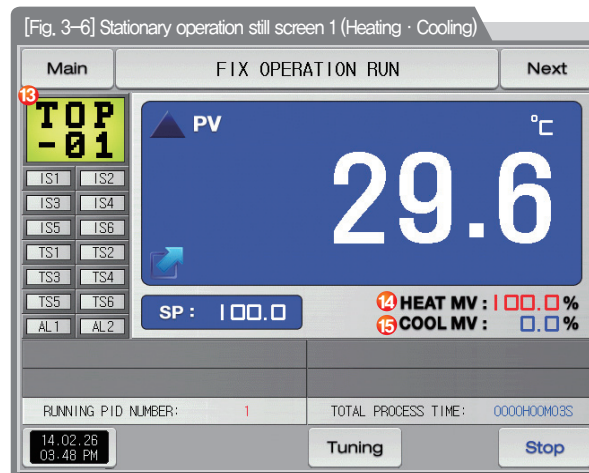 [Fig. 3-6] Stationary operation still screen 1 (Heating · Cooling)
Main FIX OPERATION RUN Next
⑬
TOP
-01
PV °C
29.6
IS1 IS2
IS3 IS4
IS5 IS6
TS1 TS2
TS3 TS4
TS5 TS6
AL1 AL2
SP : 100.0
⑭ HEAT MV : 100.0 %
⑮ COOL MV : 0.0 %
RUNNING PID NUMBER: 1 TOTAL PROCESS TIME: 0000H00M03S
14.02.26
03:48 PM
Tuning Stop